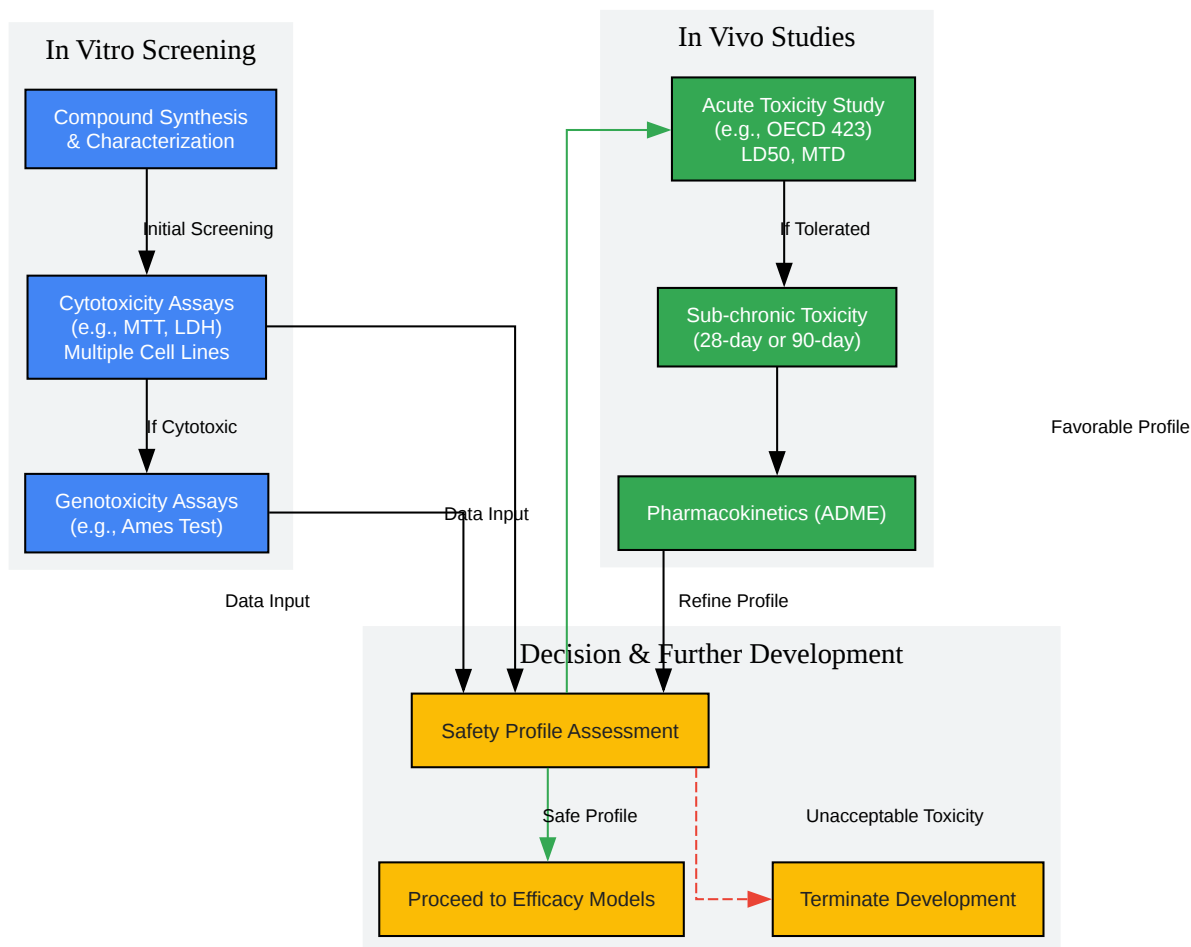 In Vitro Screening
Compound Synthesis
& Characterization
Initial Screening
Cytotoxicity Assays
(e.g., MTT, LDH)
Multiple Cell Lines
If Cytotoxic
Genotoxicity Assays
(e.g., Ames Test)
Data Input
Data Input
In Vivo Studies
Acute Toxicity Study
(e.g., OECD 423)
LD50, MTD
If Tolerated
Sub-chronic Toxicity
(28-day or 90-day)
Pharmacokinetics (ADME)
Refine Profile
Favorable Profile
Decision & Further Development
Safety Profile Assessment
Safe Profile
Unacceptable Toxicity
Proceed to Efficacy Models
Terminate Development